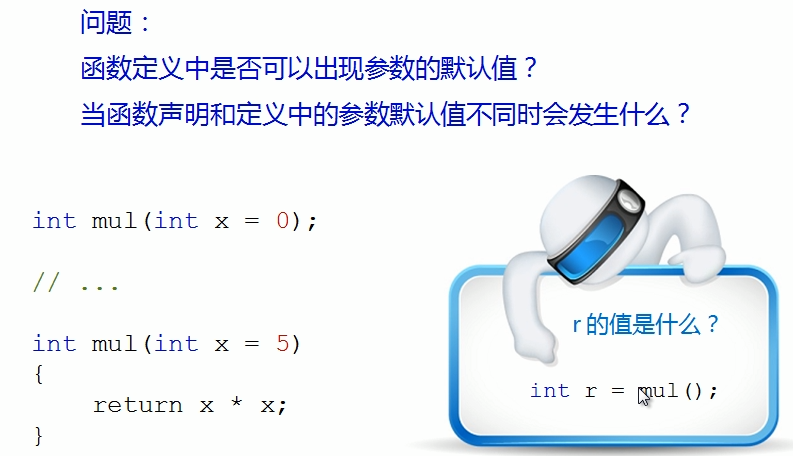 问题：
函数定义中是否可以出现参数的默认值？
当函数声明和定义中的参数默认值不同时会发生什么？
int mul(int x = 0);
// ...
int mul(int x = 5)
{
    return x * x;
}
r 的值是什么？
int r = mul();